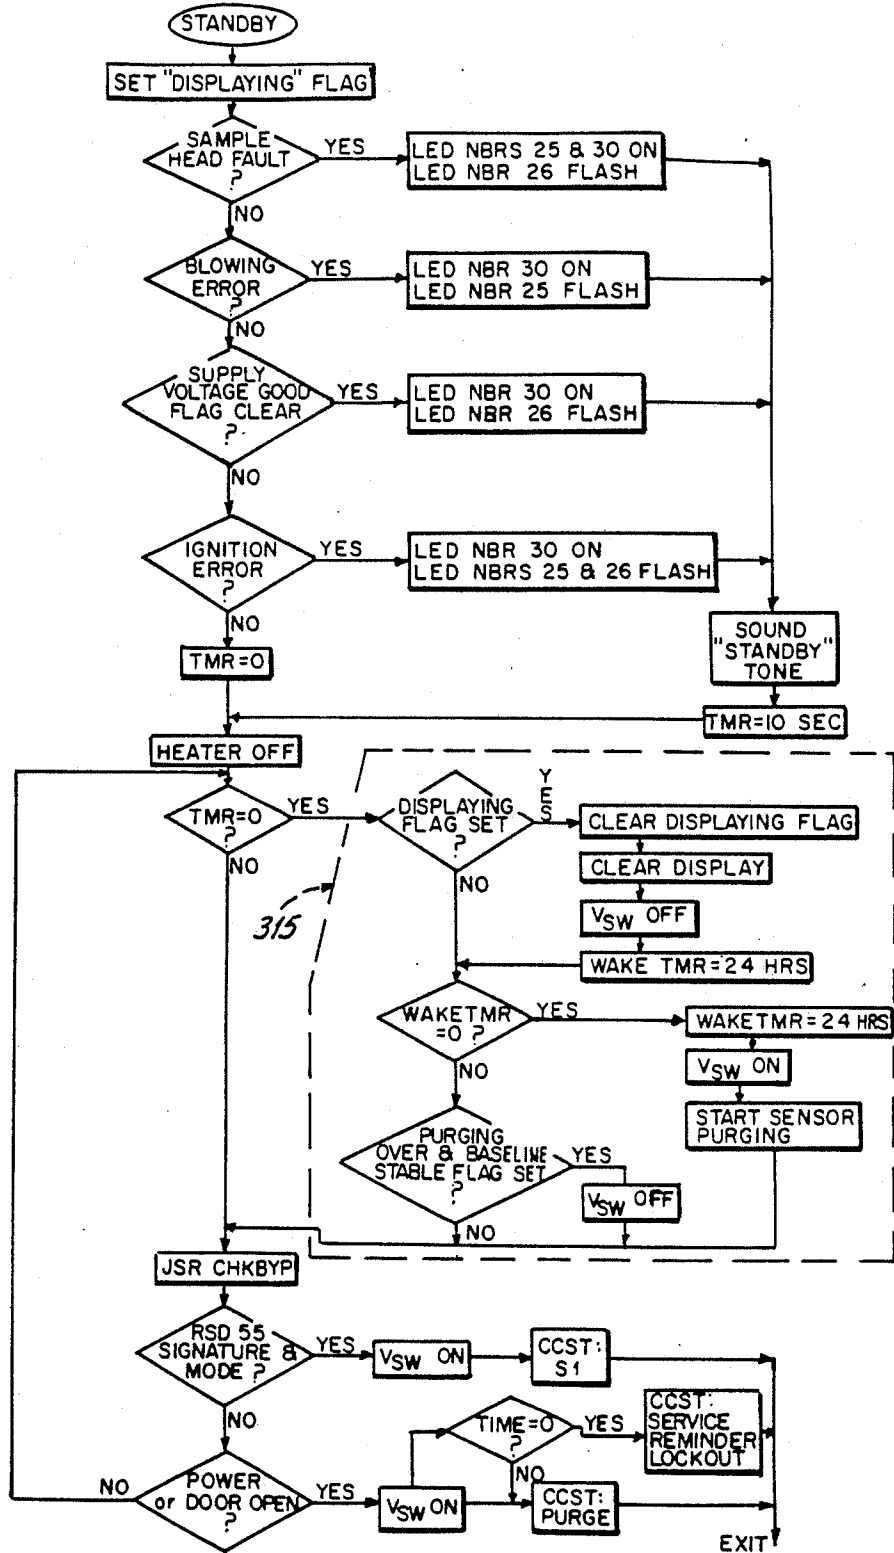 STANDBY
SET "DISPLAYING" FLAG
SAMPLE
HEAD FAULT
?
YES
LED NBRS 25 & 30 ON
LED NBR 26 FLASH
NO
BLOWING
ERROR
?
YES
LED NBR 30 ON
LED NBR 25 FLASH
NO
SUPPLY
VOLTAGE GOOD
FLAG CLEAR
?
YES
LED NBR 30 ON
LED NBR 26 FLASH
NO
IGNITION
ERROR
?
YES
LED NBR 30 ON
LED NBRS 25 & 26 FLASH
NO
TMR=0
SOUND
"STANDBY"
TONE
TMR=10 SEC
HEATER OFF
TMR=0
?
YES
NO
315
DISPLAYING
FLAG SET
?
YES
CLEAR DISPLAYING FLAG
CLEAR DISPLAY
VSW OFF
WAKE TMR=24 HRS
NO
WAKETMR
=0 ?
YES
WAKETMR=24 HRS
VSW ON
START SENSOR
PURGING
NO
PURGING
OVER & BASELINE
STABLE FLAG SET
?
YES
VSW OFF
NO
JSR CHKBYP
RSD 55
SIGNATURE &
MODE ?
YES
VSW ON
CCST:
S1
NO
TIME=0
?
YES
CCST:
SERVICE
REMINDER
LOCKOUT
NO
POWER
or DOOR OPEN
?
NO
YES
VSW ON
CCST:
PURGE
EXIT